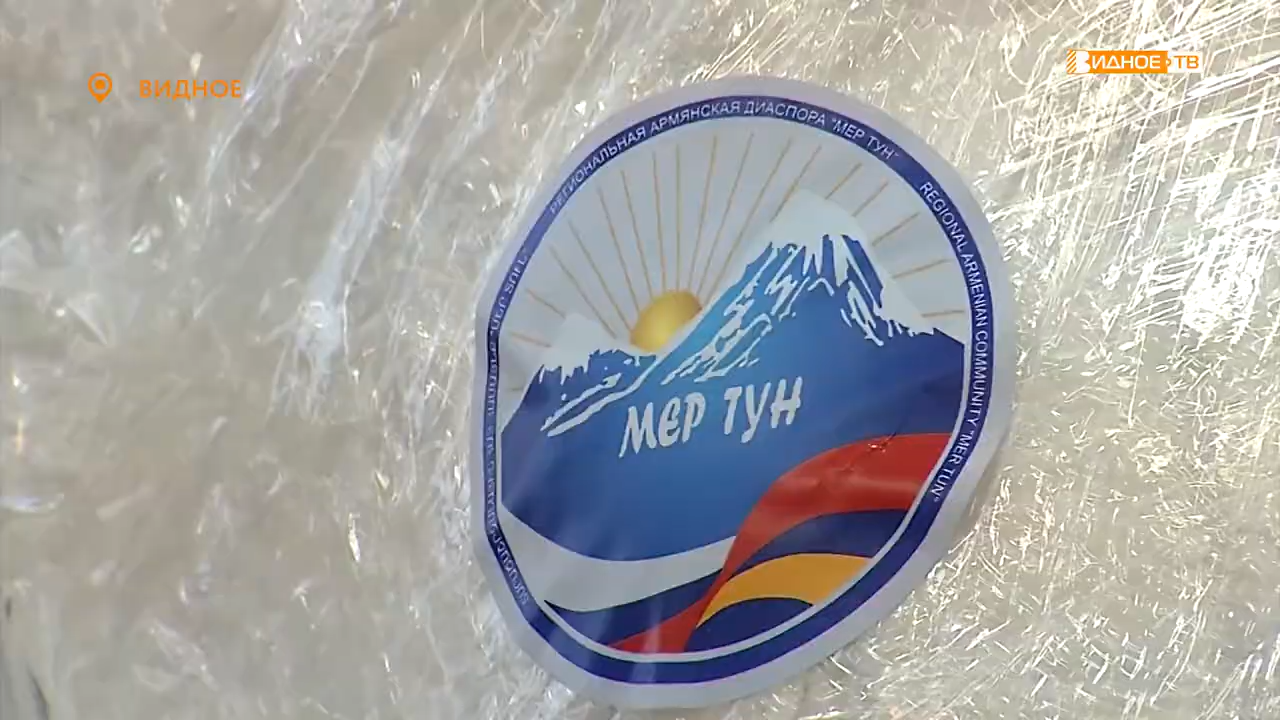 ВИДНОЕ
ВИДНОЕ ТВ
РЕГИОНАЛЬНАЯ АРМЯНСКАЯ ДИАСПОРА "МЕР ТУН"
REGIONAL ARMENIAN COMMUNITY "MER TUN"
МЕР ТУН